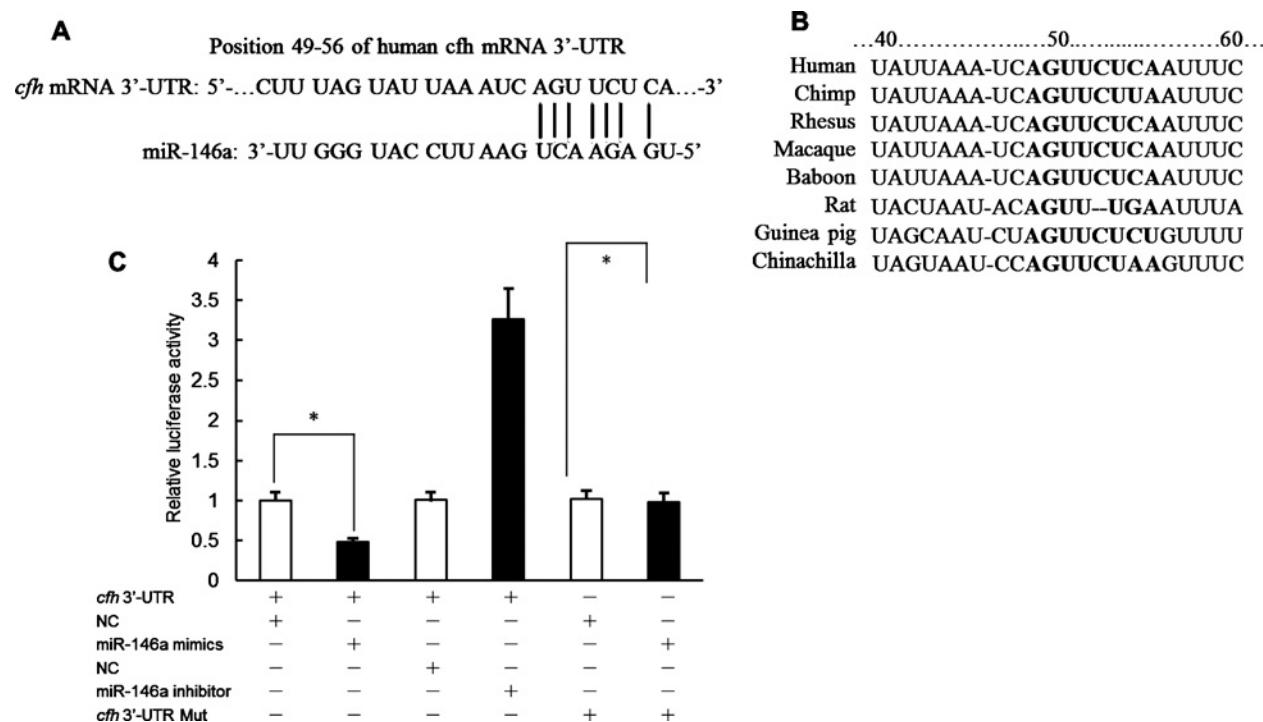 A
Position 49-56 of human cfh mRNA 3’-UTR
cfh mRNA 3’-UTR: 5’-…CUU UAG UAU UAA AUC AGU UCU CA…-3’
miR-146a: 3’-UU GGG UAC CUU AAG UCA AGA GU-5’
B
…40……………………50……………………60…
Human UAUUAAA-UCAGUUCUCAAUUUC
Chimp UAUUAAA-UCAGUUCUUAAUUUC
Rhesus UAUUAAA-UCAGUUCUCAAUUUC
Macaque UAUUAAA-UCAGUUCUCAAUUUC
Baboon UAUUAAA-UCAGUUCUCAAUUUC
Rat UACUAAU-ACAGUU--UGAAUUUA
Guinea pig UAGCAAU-CUAGUUCUCUGUUUU
Chinachilla UAGUAAU-CCAGUUCUAAGUUUC
C
Relative luciferase activity
4
3.5
3
2.5
2
1.5
1
0.5
0
*
*
cfh 3’-UTR + + + + − −
NC + − − − + −
miR-146a mimics − + − − − +
NC − − + − − −
miR-146a inhibitor − − − + − −
cfh 3’-UTR Mut − − − − + +